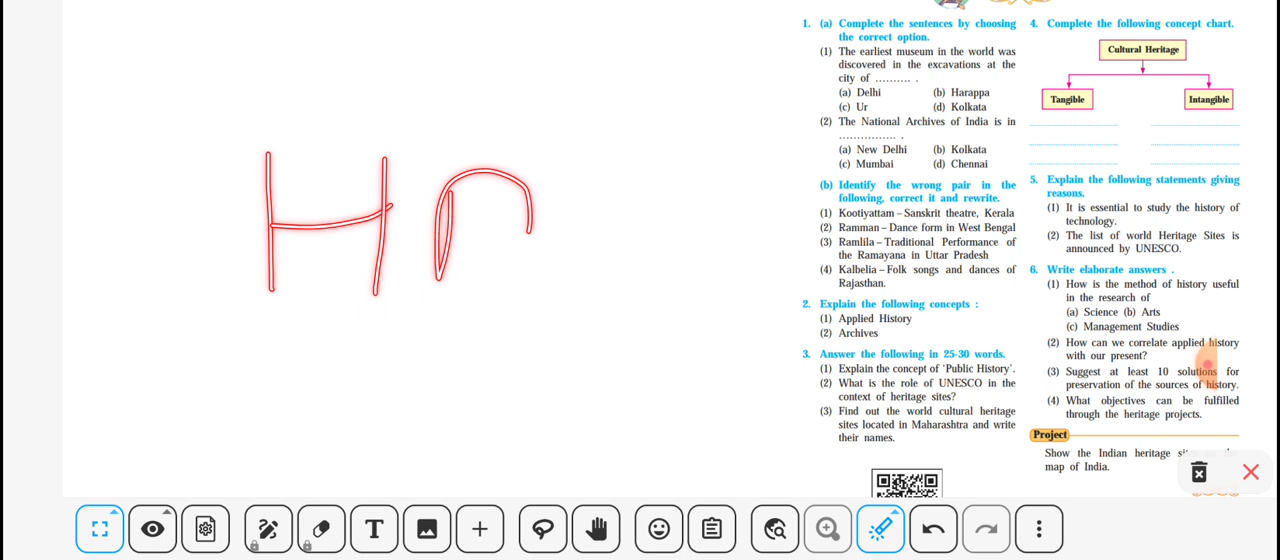 Hn
1. (a) Complete the sentences by choosing the correct option.
(1) The earliest museum in the world was
discovered in the excavations at the
city of .......... .
(a) Delhi (b) Harappa
(c) Ur (d) Kolkata
(2) The National Archives of India is in
................ .
(a) New Delhi (b) Kolkata
(c) Mumbai (d) Chennai
(b) Identify the wrong pair in the
following, correct it and rewrite.
(1) Kootiyattam – Sanskrit theatre, Kerala
(2) Ramman – Dance form in West Bengal
(3) Ramlila – Traditional Performance of
the Ramayana in Uttar Pradesh
(4) Kalbelia – Folk songs and dances of
Rajasthan.
2. Explain the following concepts :
(1) Applied History
(2) Archives
3. Answer the following in 25-30 words.
(1) Explain the concept of 'Public History'.
(2) What is the role of UNESCO in the
context of heritage sites?
(3) Find out the world cultural heritage
sites located in Maharashtra and write
their names.
4. Complete the following concept chart.
Cultural Heritage
Tangible Intangible
5. Explain the following statements giving
reasons.
(1) It is essential to study the history of
technology.
(2) The list of world Heritage Sites is
announced by UNESCO.
6. Write elaborate answers .
(1) How is the method of history useful
in the research of
(a) Science (b) Arts
(c) Management Studies
(2) How can we correlate applied history
with our present?
(3) Suggest at least 10 solutions for
preservation of the sources of history.
(4) What objectives can be fulfilled
through the heritage projects.
Project
Show the Indian heritage
map of India.
T